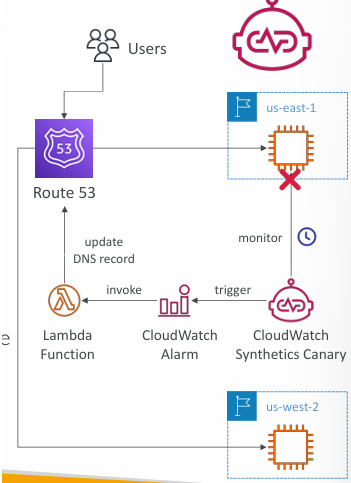 Users
us-east-1
53
Route 53
monitor
update
DNS record
invoke
trigger
Lambda
Function
CloudWatch
Alarm
CloudWatch
Synthetics Canary
us-west-2